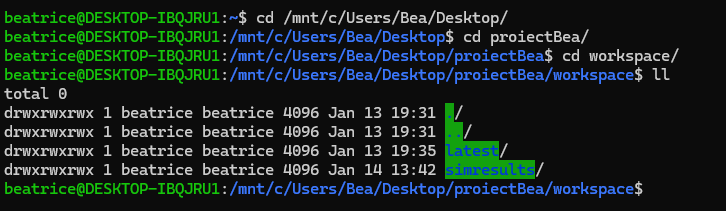 beatrice@DESKTOP-IBQJRU1:~$ cd /mnt/c/Users/Bea/Desktop/
beatrice@DESKTOP-IBQJRU1:/mnt/c/Users/Bea/Desktop$ cd proiectBea/
beatrice@DESKTOP-IBQJRU1:/mnt/c/Users/Bea/Desktop/proiectBea$ cd workspace/
beatrice@DESKTOP-IBQJRU1:/mnt/c/Users/Bea/Desktop/proiectBea/workspace$ ll
total 0
drwxrwxrwx 1 beatrice beatrice 4096 Jan 13 19:31 ./
drwxrwxrwx 1 beatrice beatrice 4096 Jan 13 19:31 ../
drwxrwxrwx 1 beatrice beatrice 4096 Jan 13 19:35 latest/
drwxrwxrwx 1 beatrice beatrice 4096 Jan 14 13:42 simresults/
beatrice@DESKTOP-IBQJRU1:/mnt/c/Users/Bea/Desktop/proiectBea/workspace$